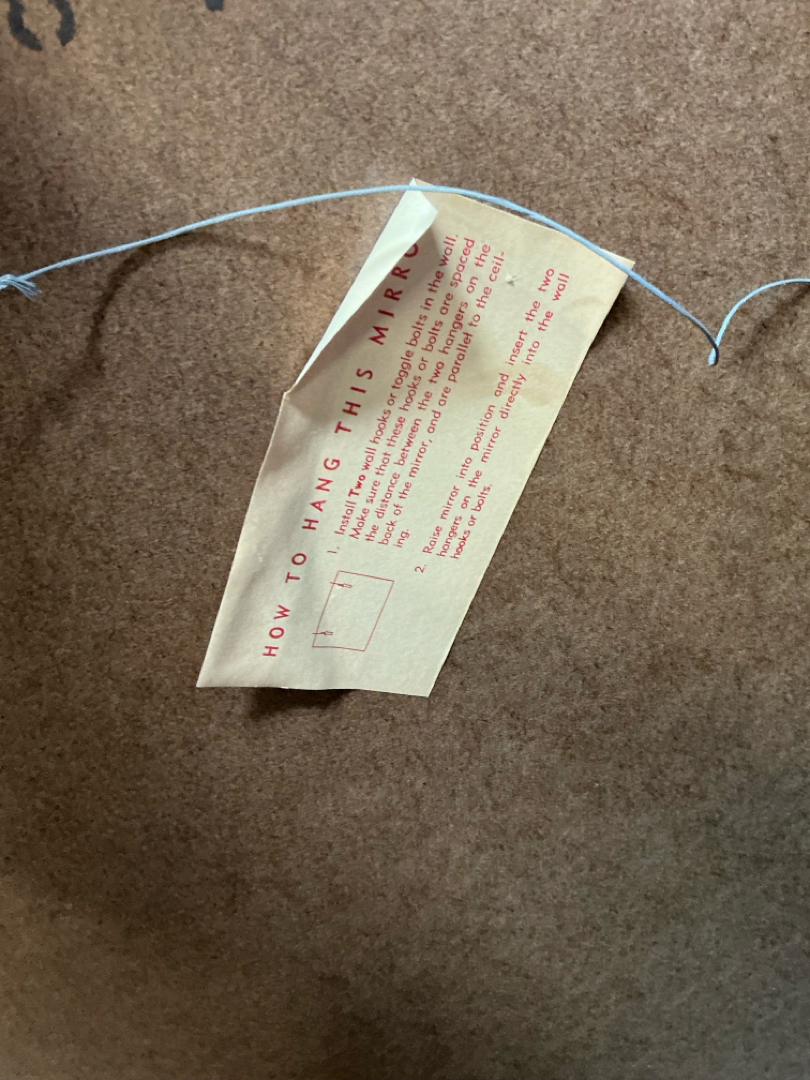 HOW TO HANG THIS MIRRO
1. Install Two wall hooks or toggle bolts in the wall.
Make sure that these hooks or bolts are spaced
the distance between the two hangers on the
back of the mirror, and are parallel to the ceil-
ing.
2. Raise mirror into position and insert the two
hangers on the mirror directly into the wall
hooks or bolts.